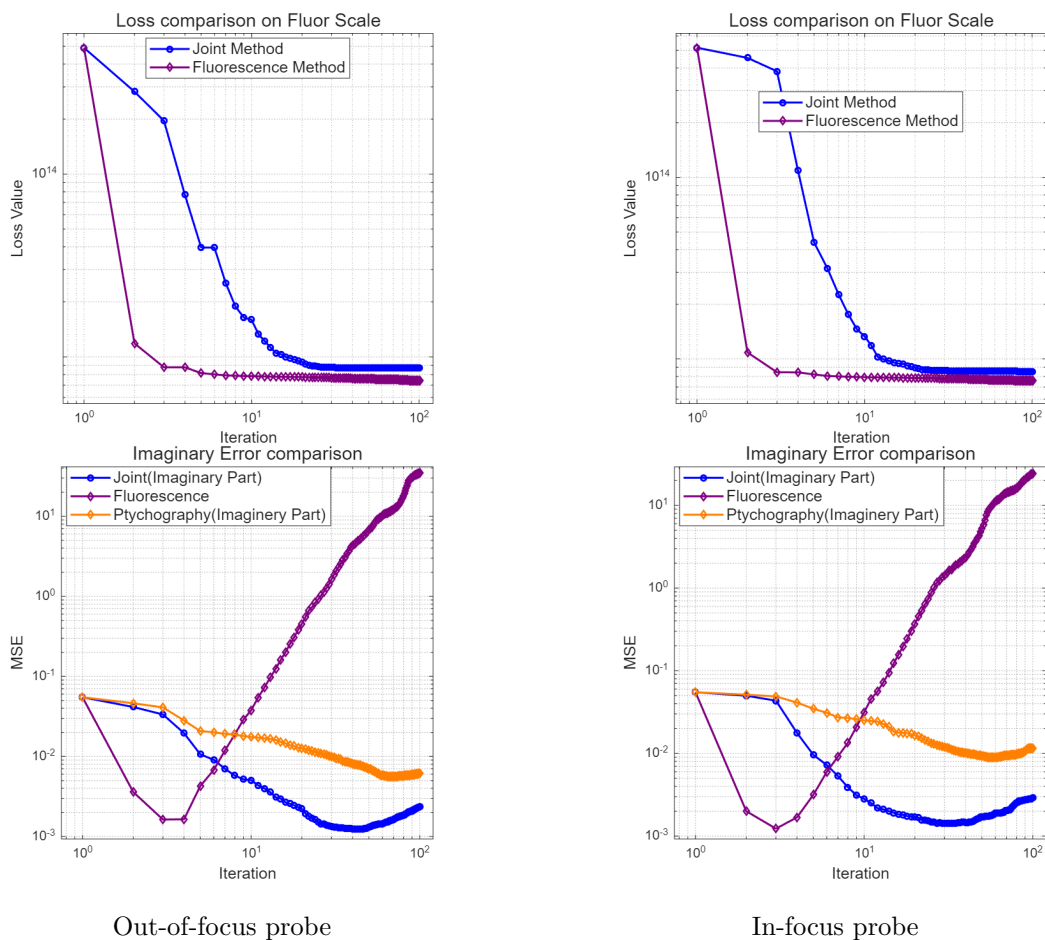 Loss comparison on Fluor Scale
Joint Method
Fluorescence Method
10^14
Loss Value
10^0
10^1
10^2
Iteration
Loss comparison on Fluor Scale
Joint Method
Fluorescence Method
10^14
Loss Value
10^0
10^1
10^2
Iteration
Imaginary Error comparison
Joint(Imaginary Part)
Fluorescence
Ptychography(Imaginery Part)
10^1
10^0
10^-1
10^-2
10^-3
MSE
10^0
10^1
10^2
Iteration
Imaginary Error comparison
Joint(Imaginary Part)
Fluorescence
Ptychography(Imaginery Part)
10^1
10^0
10^-1
10^-2
10^-3
MSE
10^0
10^1
10^2
Iteration
Out-of-focus probe
In-focus probe